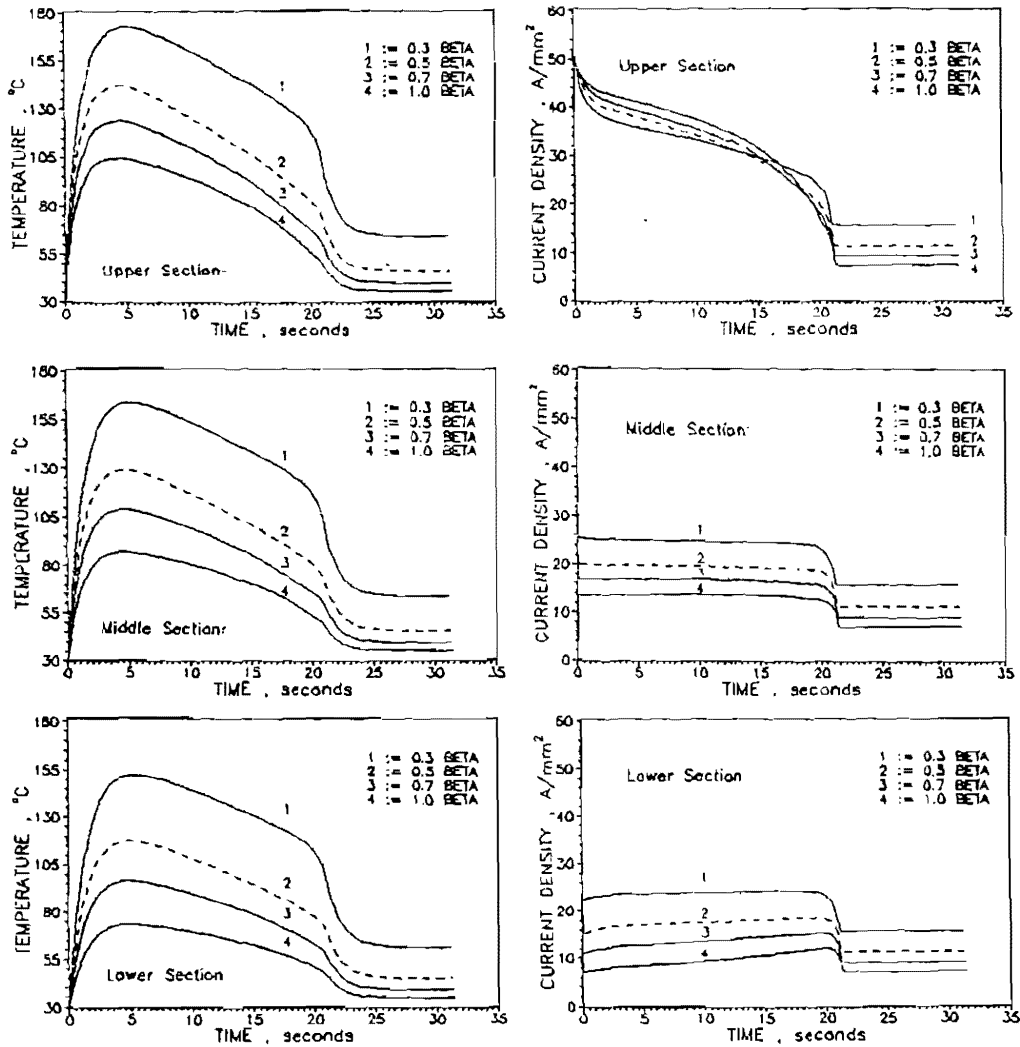 180
155
130
105
80
55
30
TEMPERATURE , °C
1 := 0.3 BETA
2 := 0.5 BETA
3 := 0.7 BETA
4 := 1.0 BETA
1
2
3
4
Upper Section
0 5 10 15 20 25 30 35
TIME , seconds
60
50
40
30
20
10
0
CURRENT DENSITY , A/mm²
Upper Section
1 := 0.3 BETA
2 := 0.5 BETA
3 := 0.7 BETA
4 := 1.0 BETA
1
2
3
4
0 5 10 15 20 25 30 35
TIME , seconds
180
155
130
105
80
55
30
TEMPERATURE , °C
1 := 0.3 BETA
2 := 0.5 BETA
3 := 0.7 BETA
4 := 1.0 BETA
1
2
3
4
Middle Section
0 5 10 15 20 25 30 35
TIME , seconds
60
50
40
30
20
10
0
CURRENT DENSITY , A/mm²
Middle Section
1 := 0.3 BETA
2 := 0.5 BETA
3 := 0.7 BETA
4 := 1.0 BETA
1
2
3
4
0 5 10 15 20 25 30 35
TIME , seconds
180
155
130
105
80
55
30
TEMPERATURE , °C
1 := 0.3 BETA
2 := 0.5 BETA
3 := 0.7 BETA
4 := 1.0 BETA
1
2
3
4
Lower Section
0 5 10 15 20 25 30 35
TIME , seconds
60
50
40
30
20
10
0
CURRENT DENSITY , A/mm²
Lower Section
1 := 0.3 BETA
2 := 0.5 BETA
3 := 0.7 BETA
4 := 1.0 BETA
1
2
3
4
0 5 10 15 20 25 30 35
TIME , seconds